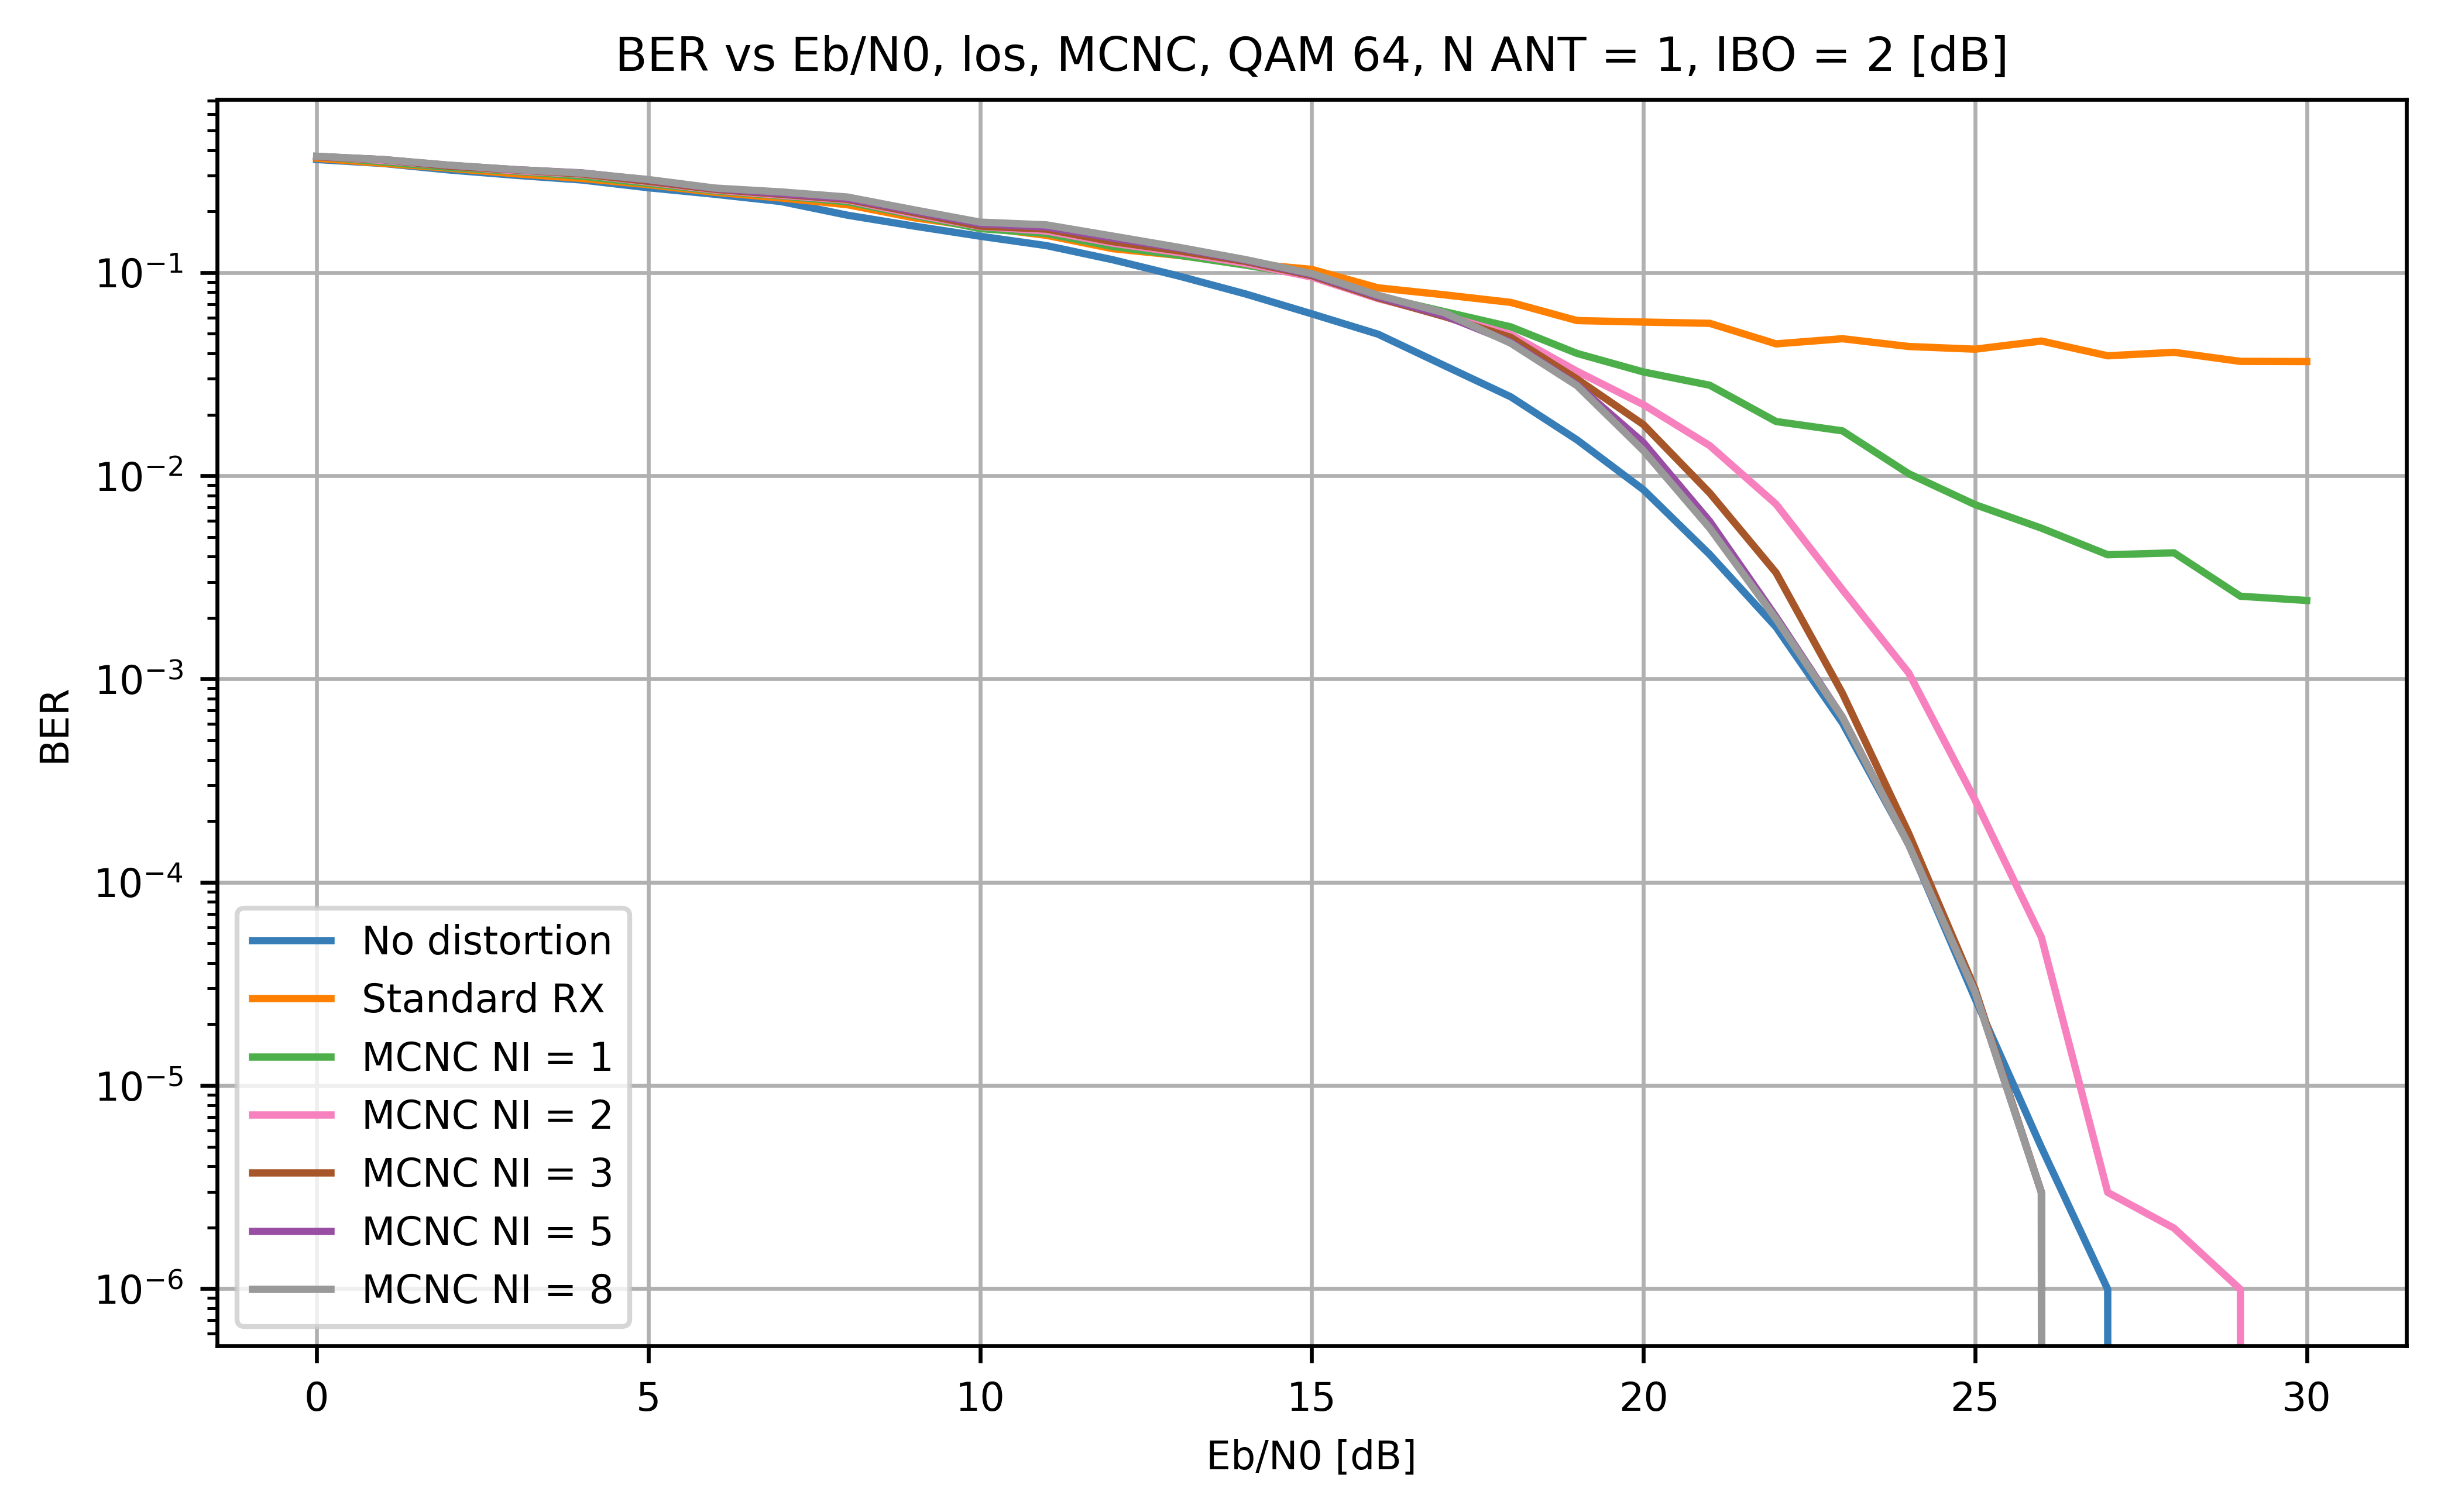 BER vs Eb/N0, los, MCNC, QAM 64, N ANT = 1, IBO = 2 [dB]
BER
10⁻¹
10⁻²
10⁻³
10⁻⁴
10⁻⁵
10⁻⁶
No distortion
Standard RX
MCNC NI = 1
MCNC NI = 2
MCNC NI = 3
MCNC NI = 5
MCNC NI = 8
0 5 10 15 20 25 30
Eb/N0 [dB]